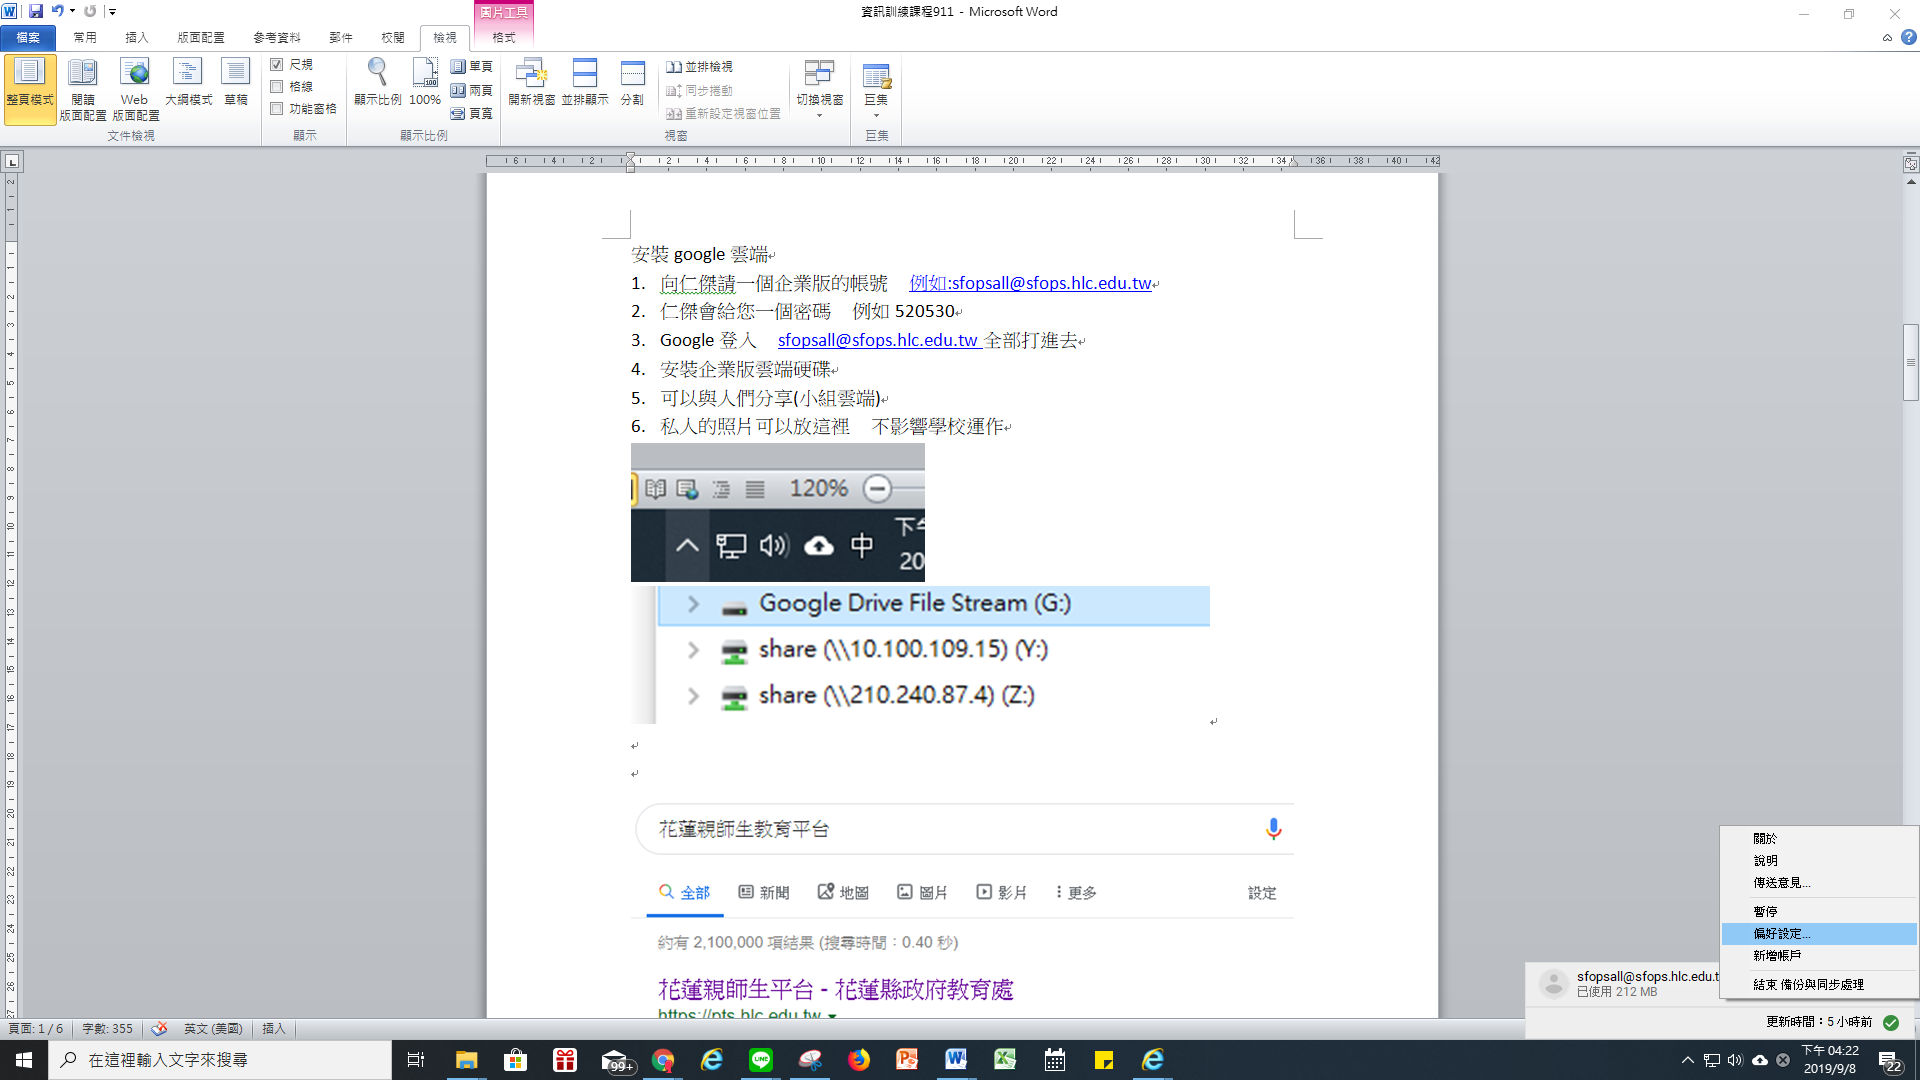 資訊訓練課程911 - Microsoft Word
圖片工具
檔案 常用 插入 版面配置 參考資料 郵件 校閱 檢視 格式
整頁模式 閱讀版面配置 Web版面配置 大綱模式 草稿
文件檢視
尺規
格線
功能窗格
顯示
顯示比例 100% 單頁 兩頁 頁寬
顯示比例
開新視窗 並排顯示 分割
並排檢視
同步捲動
重新設定視窗位置
切換視窗
視窗
巨集
巨集
安裝 google 雲端
1. 向仁傑請一個企業版的帳號 例如:sfopsall@sfops.hlc.edu.tw
2. 仁傑會給您一個密碼 例如 520530
3. Google 登入 sfopsall@sfops.hlc.edu.tw 全部打進去
4. 安裝企業版雲端硬碟
5. 可以與人們分享(小組雲端)
6. 私人的照片可以放這裡 不影響學校運作
120%
中 下午
20
Google Drive File Stream (G:)
share (\\10.100.109.15) (Y:)
share (\\210.240.87.4) (Z:)
花蓮親師生教育平台
全部 新聞 地圖 圖片 影片 更多 設定
約有 2,100,000 項結果 (搜尋時間：0.40 秒)
花蓮親師生平台 - 花蓮縣政府教育處
https://pts.hlc.edu.tw
關於
說明
傳送意見...
暫停
偏好設定...
新增帳戶
結束 備份與同步處理
sfopsall@sfops.hlc.edu.t
已使用 212 MB
更新時間：5 小時前
頁面: 1 / 6 字數: 355 英文 (美國) 插入
在這裡輸入文字來搜尋
99+
下午 04:22
2019/9/8
22